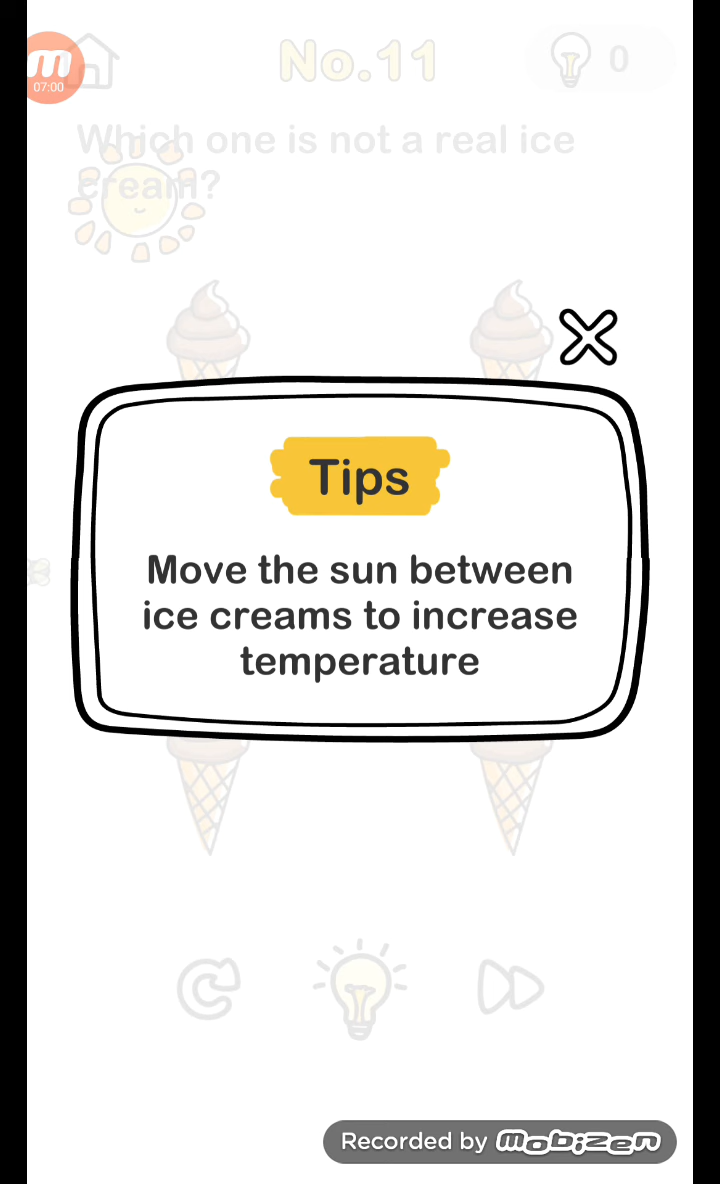 07:00
No.11
0
Which one is not a real ice
cream?
Tips
Move the sun between
ice creams to increase
temperature
Recorded by mobizen